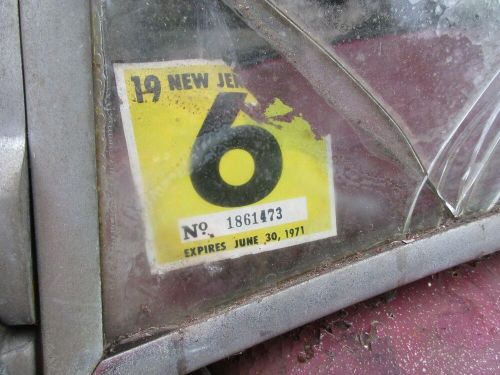 19 NEW JE
6
No. 1861473
EXPIRES JUNE 30, 1971